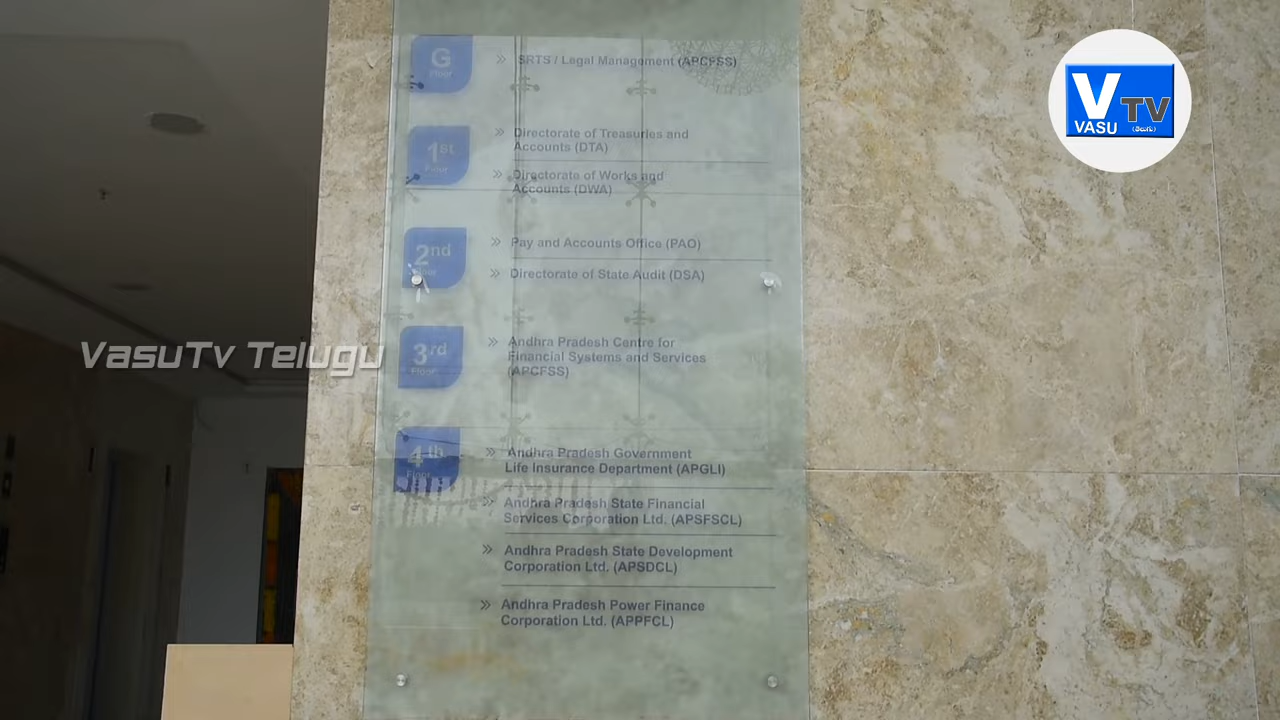 G
Floor
SRTS / Legal Management (APCFSS)
1st
Floor
Directorate of Treasuries and
Accounts (DTA)
Directorate of Works and
Accounts (DWA)
2nd
Floor
Pay and Accounts Office (PAO)
Directorate of State Audit (DSA)
3rd
Floor
Andhra Pradesh Centre for
Financial Systems and Services
(APCFSS)
4th
Floor
Andhra Pradesh Government
Life Insurance Department (APGLI)
Andhra Pradesh State Financial
Services Corporation Ltd. (APSFSCL)
Andhra Pradesh State Development
Corporation Ltd. (APSDCL)
Andhra Pradesh Power Finance
Corporation Ltd. (APPFCL)
VasuTv Telugu
VTV
VASU (తెలుగు)